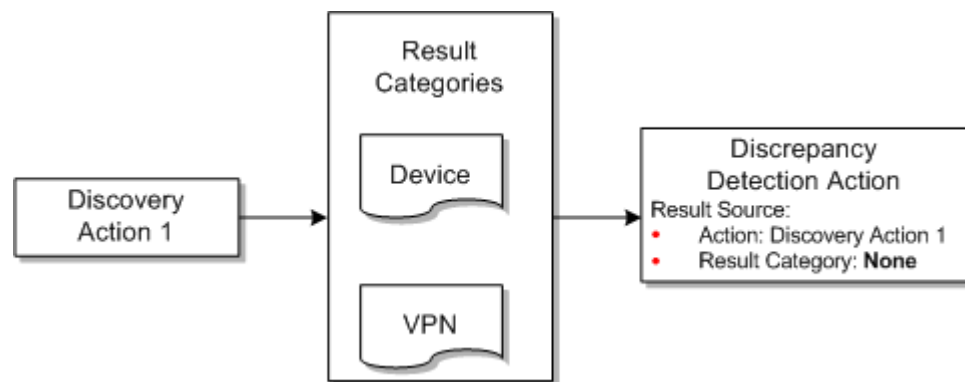 Discovery
Action 1
Result
Categories
Device
VPN
Discrepancy
Detection Action
Result Source:
• Action: Discovery Action 1
• Result Category: None